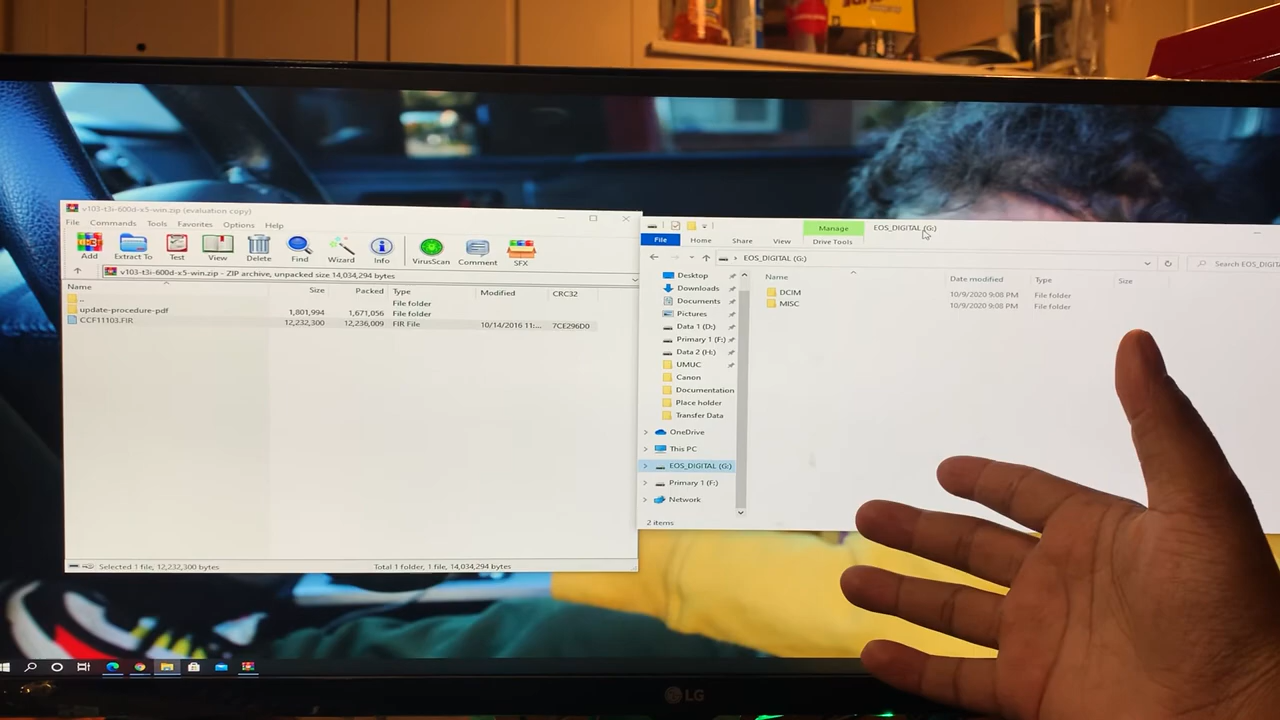 v103-t3i-600d-x5-win.zip (evaluation copy)
File Commands Tools Favorites Options Help
Add Extract To Test View Delete Find Wizard Info VirusScan Comment SFX
v103-t3i-600d-x5-win.zip - ZIP archive, unpacked size 14,034,294 bytes
Name Size Packed Type Modified CRC32
.. File folder
update-procedure-pdf 1,801,994 1,671,056 File folder
CCF11103.FIR 12,232,300 12,236,009 FIR File 10/14/2016 11:... 7CE296D0
Selected 1 file, 12,232,300 bytes Total 1 folder, 1 file, 14,034,294 bytes
Manage EOS_DIGITAL (G:)
File Home Share View Drive Tools
EOS_DIGITAL (G:) Search EOS_DIGITA
Name Date modified Type Size
DCIM 10/9/2020 9:08 PM File folder
MISC 10/9/2020 9:08 PM File folder
Desktop
Downloads
Documents
Pictures
Data 1 (D:)
Primary 1 (F:)
Data 2 (H:)
UMUC
Canon
Documentation
Place holder
Transfer Data
OneDrive
This PC
EOS_DIGITAL (G:)
Primary 1 (F:)
Network
2 items
LG